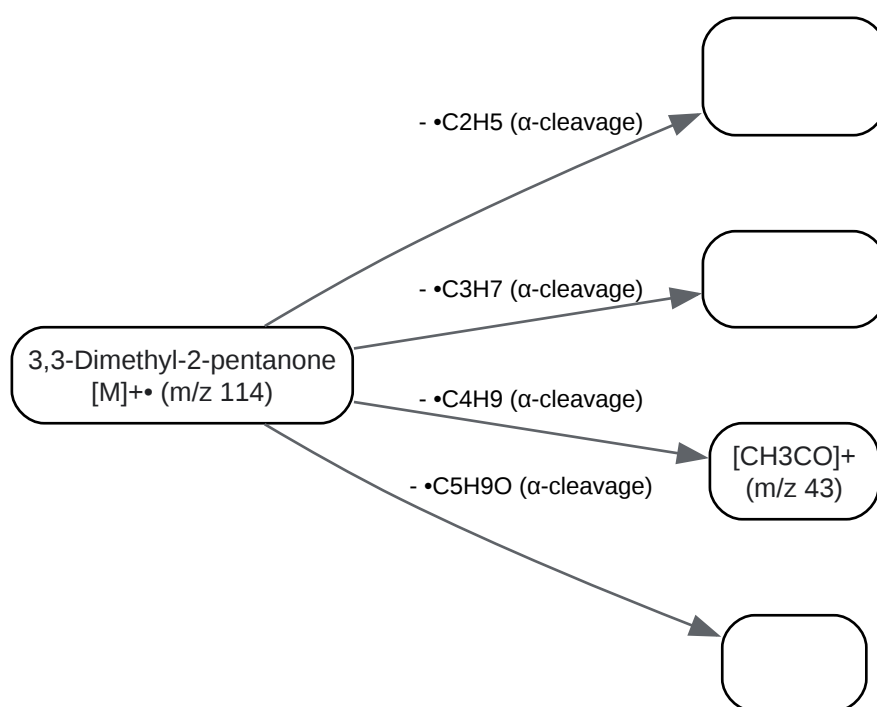 - •C2H5 (α-cleavage)
- •C3H7 (α-cleavage)
3,3-Dimethyl-2-pentanone
[M]+• (m/z 114)
- •C4H9 (α-cleavage)
[CH3CO]+
(m/z 43)
- •C5H9O (α-cleavage)